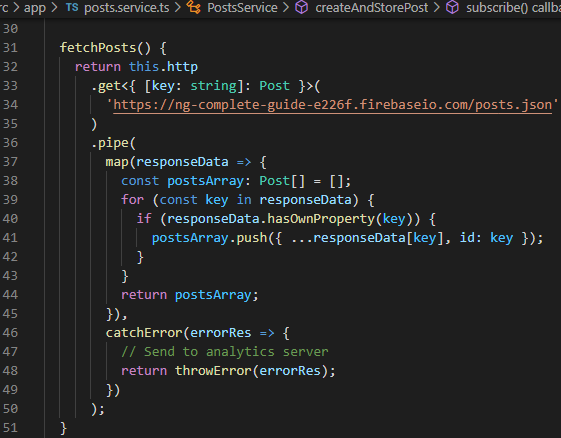 rc > app > TS posts.service.ts > PostsService > createAndStorePost > subscribe() callba
30
31 fetchPosts() {
32 return this.http
33 .get<{ [key: string]: Post }>(
34 'https://ng-complete-guide-e226f.firebaseio.com/posts.json'
35 )
36 .pipe(
37 map(responseData => {
38 const postsArray: Post[] = [];
39 for (const key in responseData) {
40 if (responseData.hasOwnProperty(key)) {
41 postsArray.push({ ...responseData[key], id: key });
42 }
43 }
44 return postsArray;
45 }),
46 catchError(errorRes => {
47 // Send to analytics server
48 return throwError(errorRes);
49 })
50 );
51 }